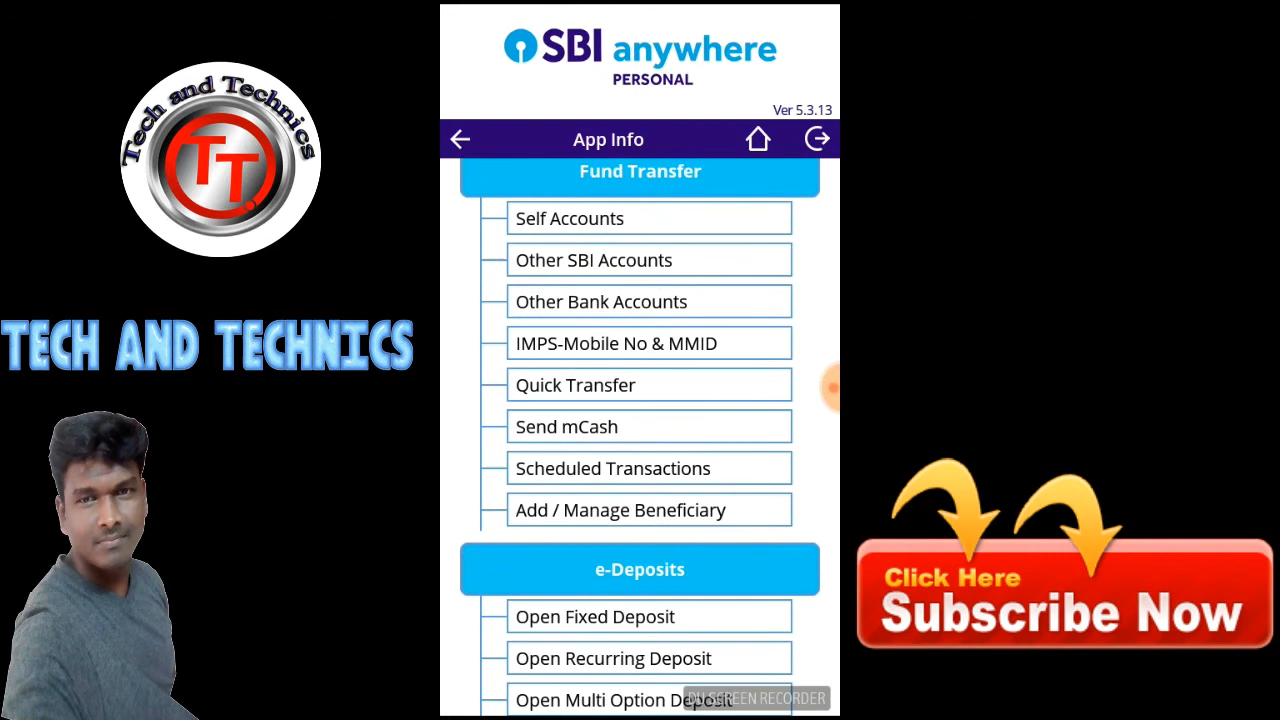 Tech and Technics
TT.
TECH AND TECHNICS
SBI anywhere
PERSONAL
Ver 5.3.13
App Info
Fund Transfer
Self Accounts
Other SBI Accounts
Other Bank Accounts
IMPS-Mobile No & MMID
Quick Transfer
Send mCash
Scheduled Transactions
Add / Manage Beneficiary
e-Deposits
Open Fixed Deposit
Open Recurring Deposit
Open Multi Option Deposit
DU SCREEN RECORDER
Click Here
Subscribe Now